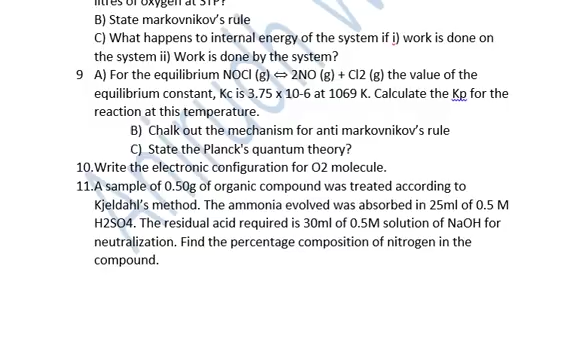 litres of oxygen at STP?
B) State markovnikov's rule
C) What happens to internal energy of the system if i) work is done on
the system ii) Work is done by the system?
9 A) For the equilibrium NOCl (g) ⇔ 2NO (g) + Cl2 (g) the value of the
equilibrium constant, Kc is 3.75 x 10-6 at 1069 K. Calculate the Kp for the
reaction at this temperature.
B) Chalk out the mechanism for anti markovnikov's rule
C) State the Planck's quantum theory?
10.Write the electronic configuration for O2 molecule.
11.A sample of 0.50g of organic compound was treated according to
Kjeldahl's method. The ammonia evolved was absorbed in 25ml of 0.5 M
H2SO4. The residual acid required is 30ml of 0.5M solution of NaOH for
neutralization. Find the percentage composition of nitrogen in the
compound.
Anirudh